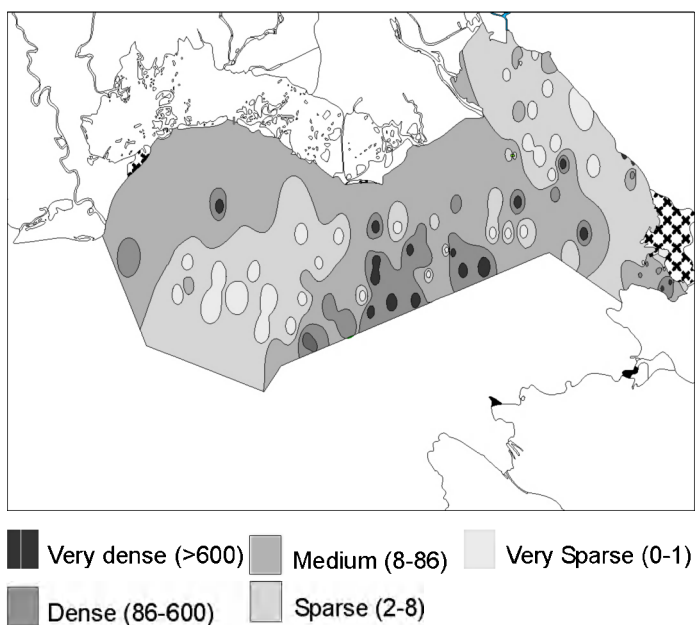 Very dense (>600)
Medium (8-86)
Very Sparse (0-1)
Dense (86-600)
Sparse (2-8)